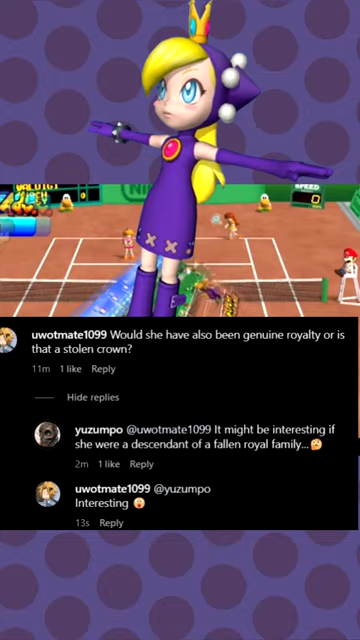 SPEED
uwotmate1099 Would she have also been genuine royalty or is
that a stolen crown?
11m 1 like Reply
Hide replies
yuzumpo @uwotmate1099 It might be interesting if
she were a descendant of a fallen royal family...🫢
2m 1 like Reply
uwotmate1099 @yuzumpo
Interesting 😮
13s Reply